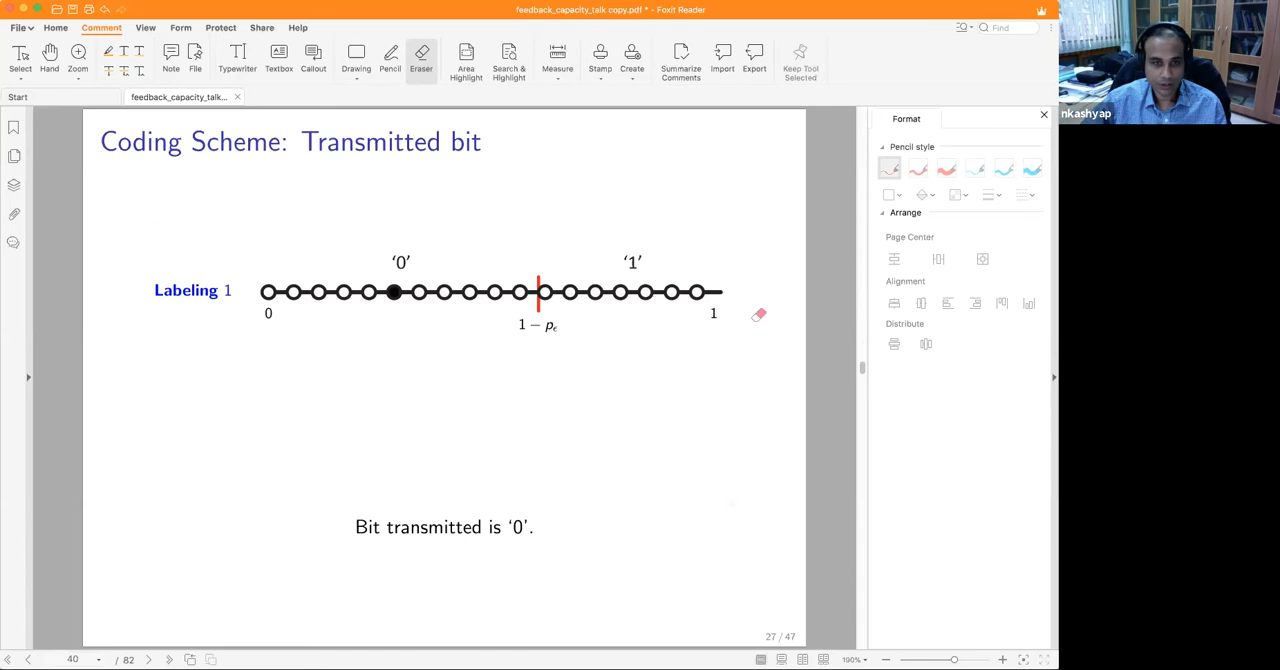 feedback_capacity_talk copy.pdf * - Foxit Reader
File Home Comment View Form Protect Share Help
Find
Select Hand Zoom Note File Typewriter Textbox Callout Drawing Pencil Eraser Area Highlight Search & Highlight Measure Stamp Create Summarize Comments Import Export Keep Tool Selected
Start feedback_capacity_talk...
nkashyap
Coding Scheme: Transmitted bit
‘0’ ‘1’
Labeling 1
0 1
1 − pϵ
Bit transmitted is ‘0’.
27 / 47
Format
Pencil style
Arrange
Page Center
Alignment
Distribute
40 / 82 190%